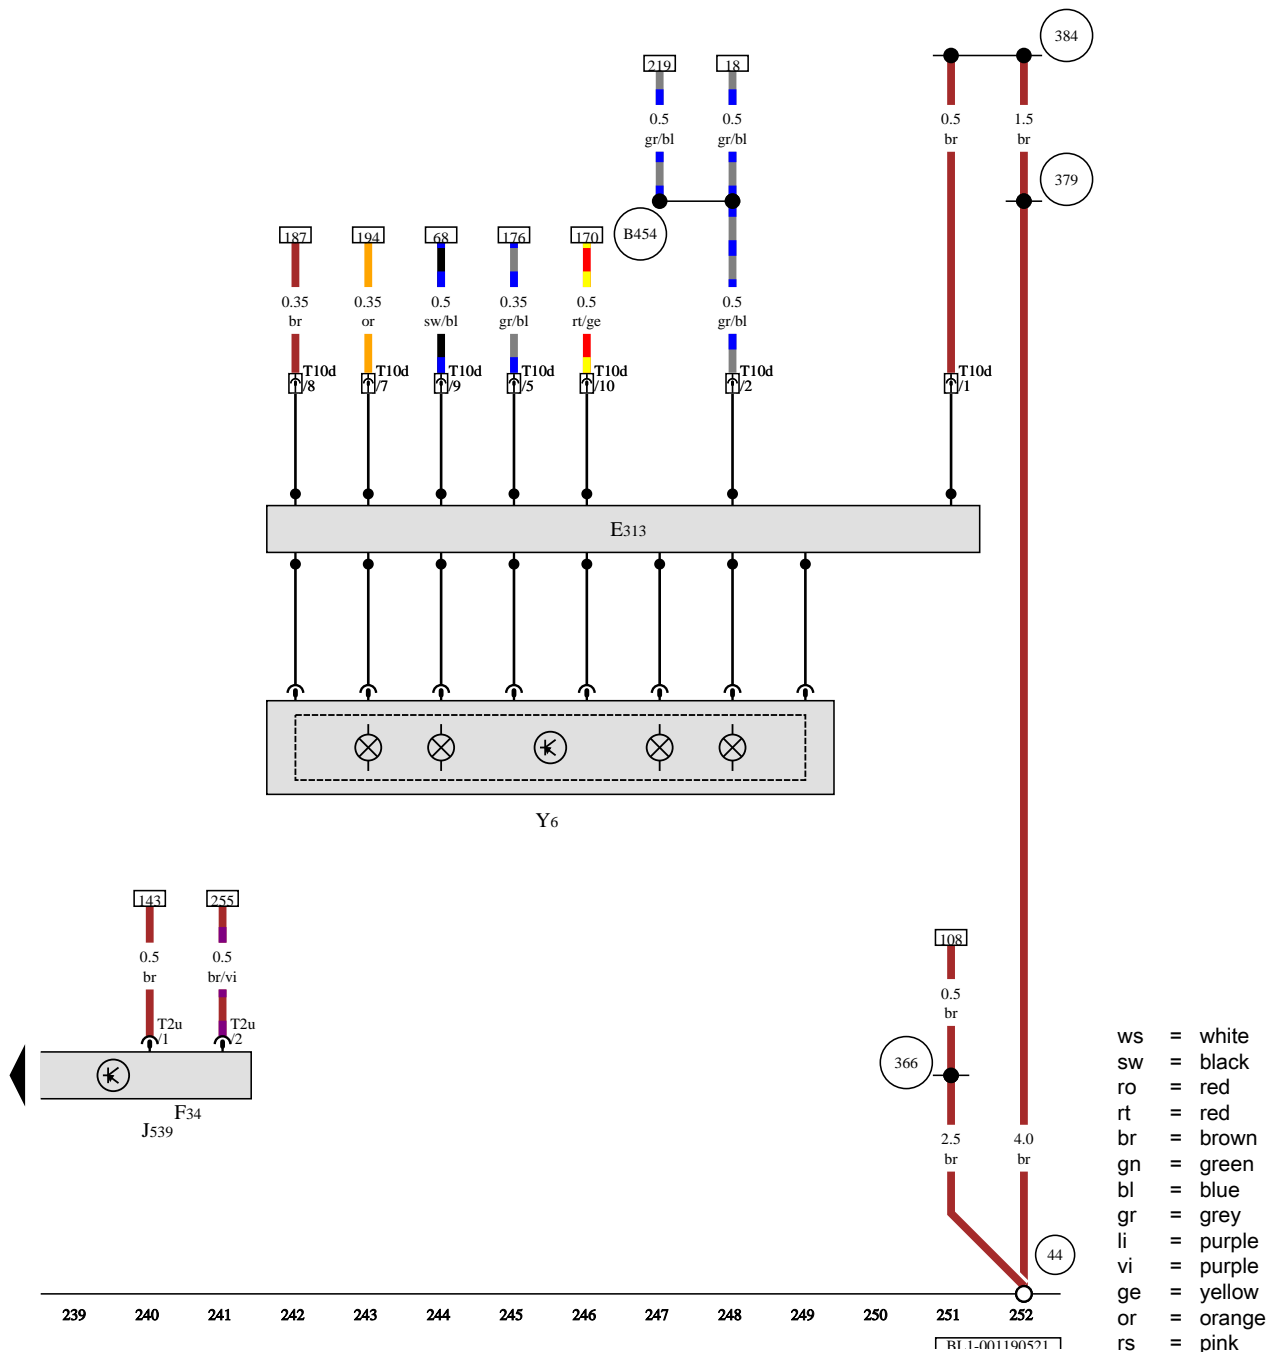 384
219 18
0.5 0.5 0.5 1.5
gr/bl gr/bl br br
379
B454
187 194 68 176 170
0.35 0.35 0.5 0.35 0.5 0.5
br or sw/bl gr/bl rt/ge gr/bl
T10d T10d T10d T10d T10d T10d T10d
/8 /7 /9 /5 /10 /2 /1
E313
Y6
143 255
108
0.5 0.5
br br/vi
0.5
br
T2u T2u
/1 /2
366
F34
J539
2.5 4.0
br br
44
239 240 241 242 243 244 245 246 247 248 249 250 251 252
BL1-001190521
ws = white
sw = black
ro = red
rt = red
br = brown
gn = green
bl = blue
gr = grey
li = purple
vi = purple
ge = yellow
or = orange
rs = pink